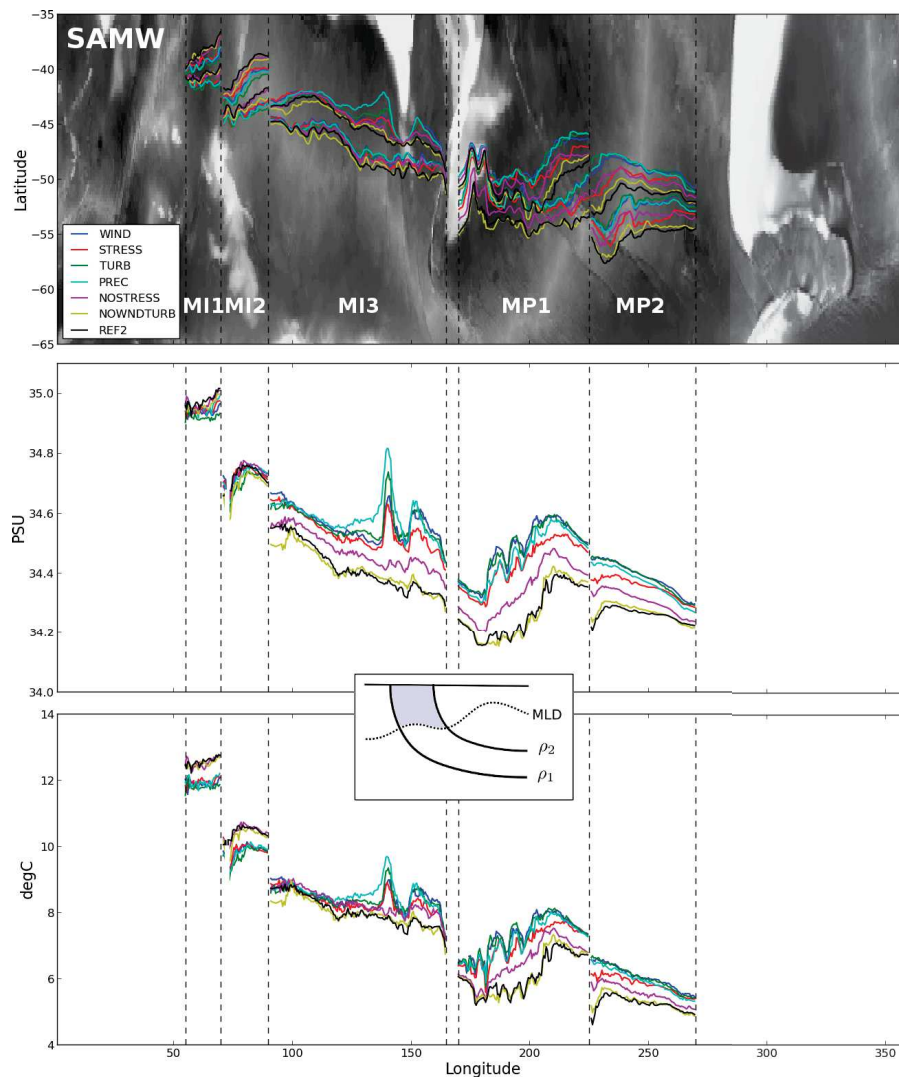 SAMW
−35
−40
−45
−50
−55
−60
−65
Latitude
WIND
STRESS
TURB
PREC
NOSTRESS
NOWNDTURB
REF2
MI1 MI2 MI3 MP1 MP2
35.0
34.8
34.6
34.4
34.2
34.0
PSU
MLD
ρ2
ρ1
14
12
10
8
6
4
degC
50 100 150 200 250 300 350
Longitude